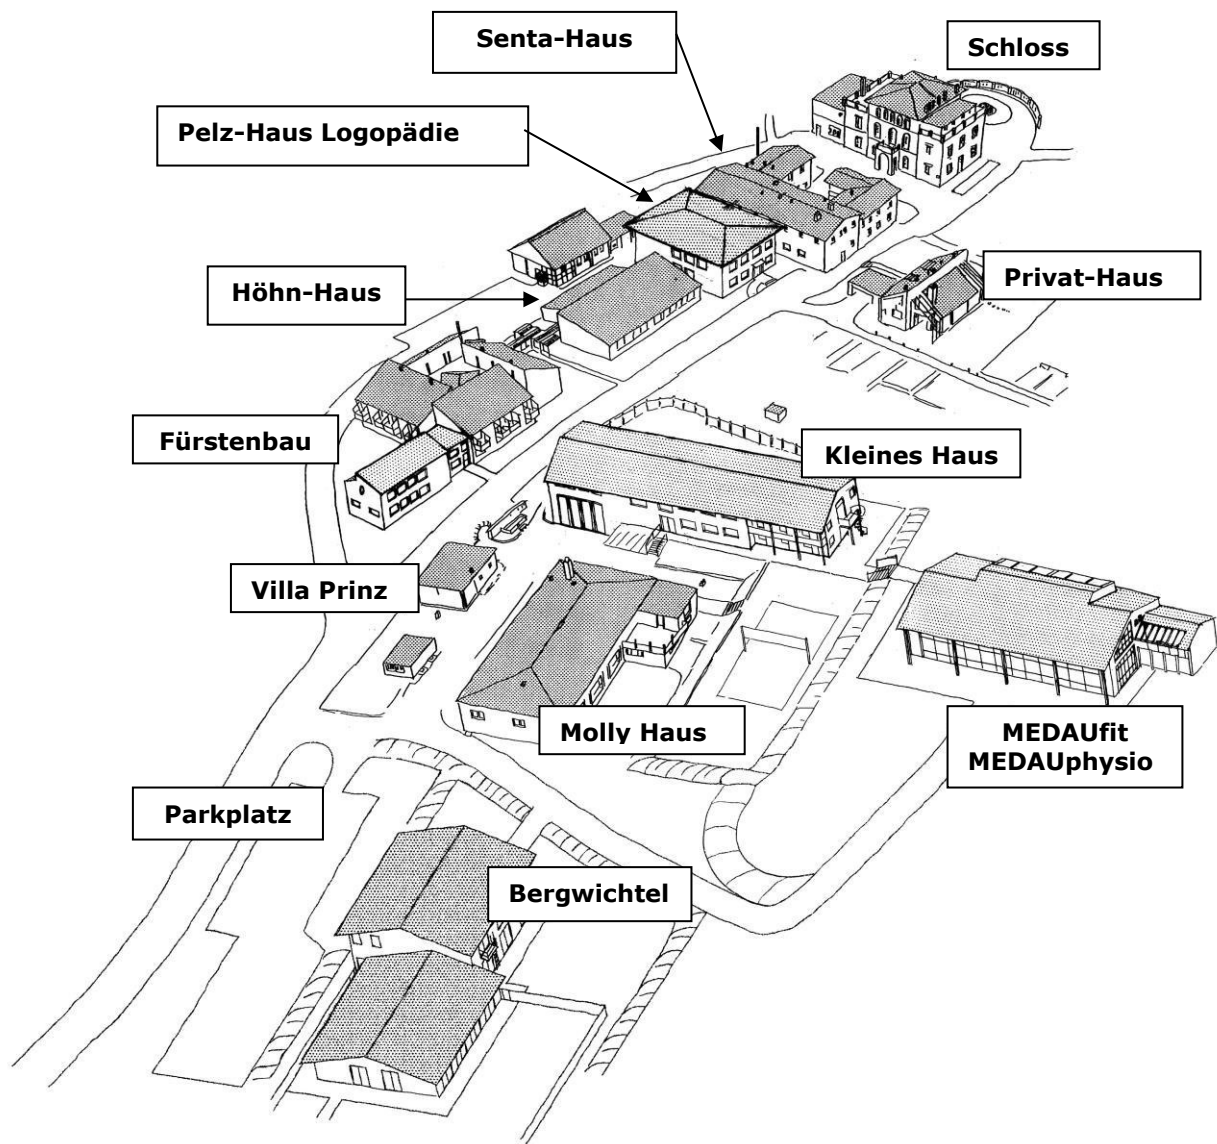 Senta-Haus
Schloss
Pelz-Haus Logopädie
Höhn-Haus
Privat-Haus
Fürstenbau
Kleines Haus
Villa Prinz
Molly Haus
MEDAUfit
MEDAUphysio
Parkplatz
Bergwichtel